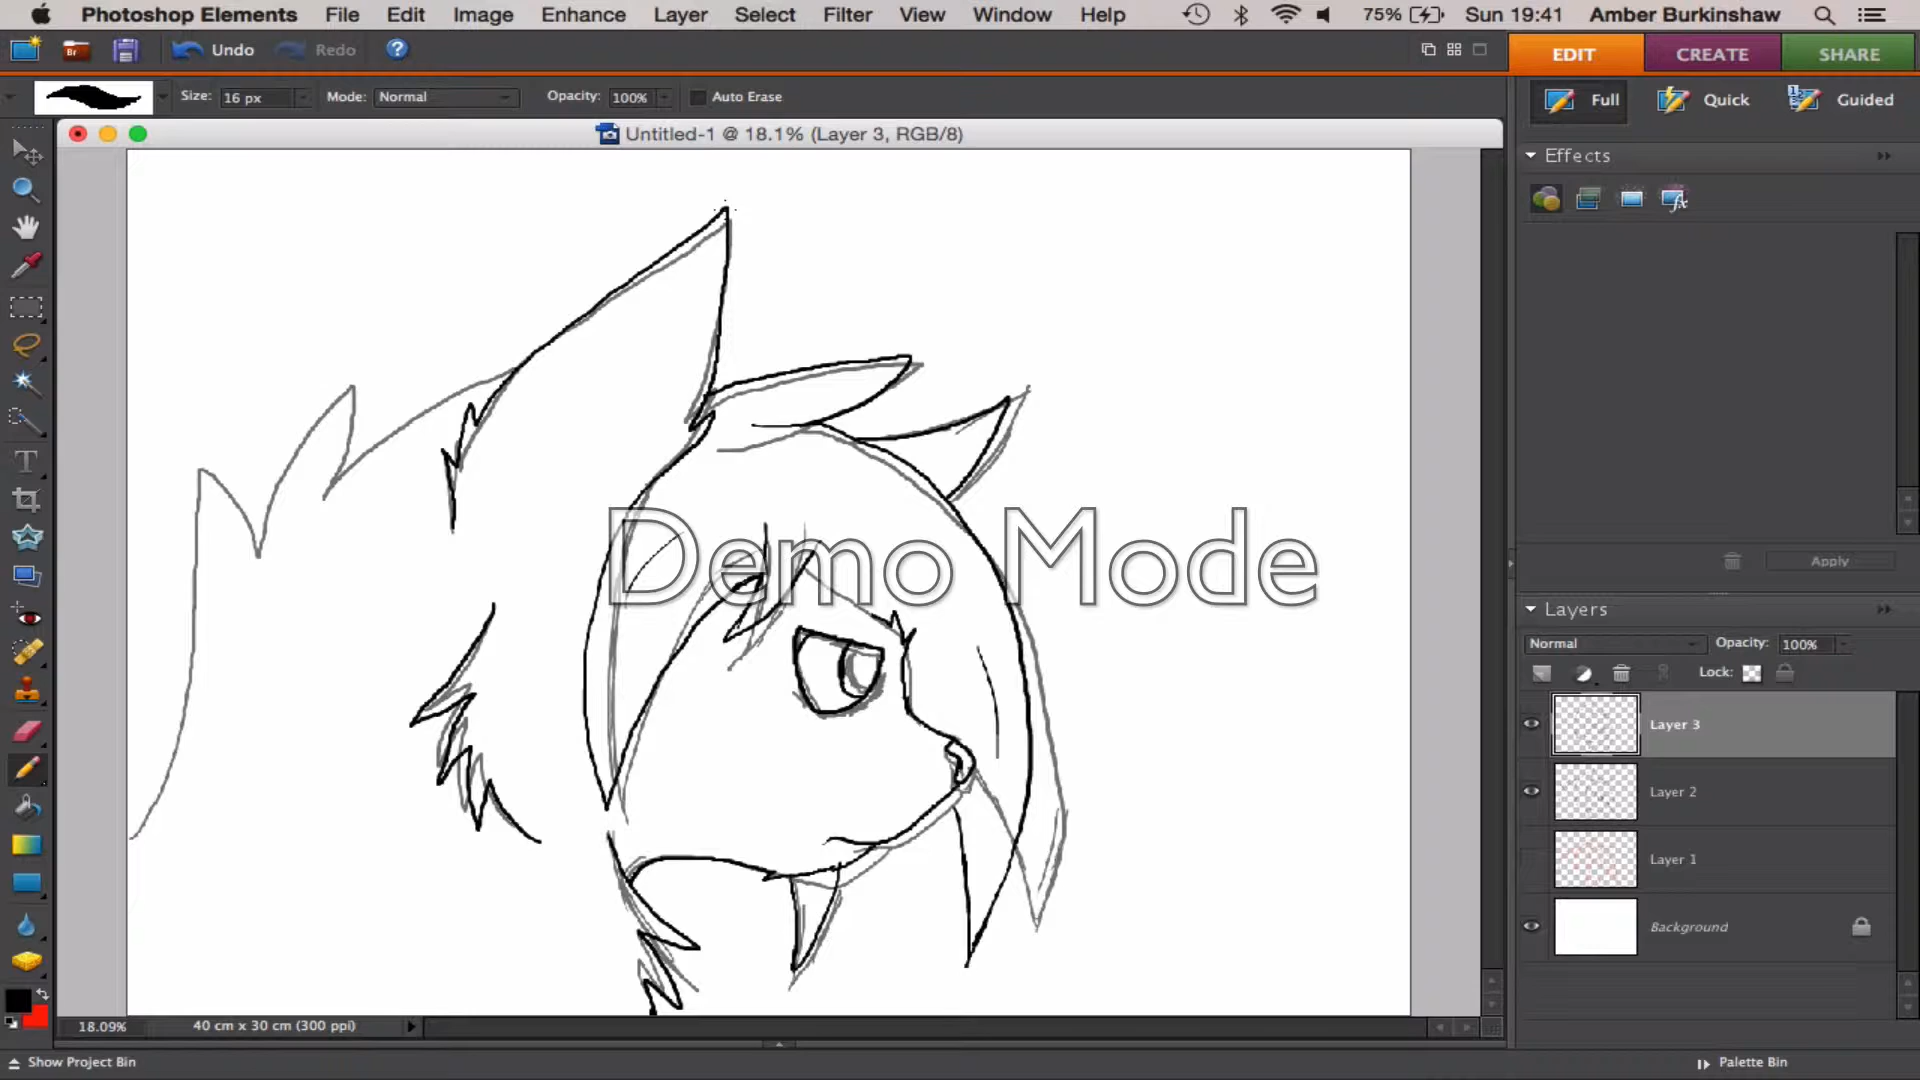 Photoshop Elements File Edit Image Enhancement Layer Select Filter View Window Help 75% Sun 19:41 Amber Burkinshaw
Br Undo Redo ? EDIT CREATE SHARE
Size: 16 px Mode: Normal Opacity: 100% Auto Erase Full Quick Guided
Untitled-1 @ 18.1% (Layer 3, RGB/8)
Effects
fx
T
Demo Mode
Apply
Layers
Normal Opacity: 100%
Lock:
Layer 3
Layer 2
Layer 1
Background
18.09% 40 cm x 30 cm (300 ppi)
Show Project Bin Palette Bin